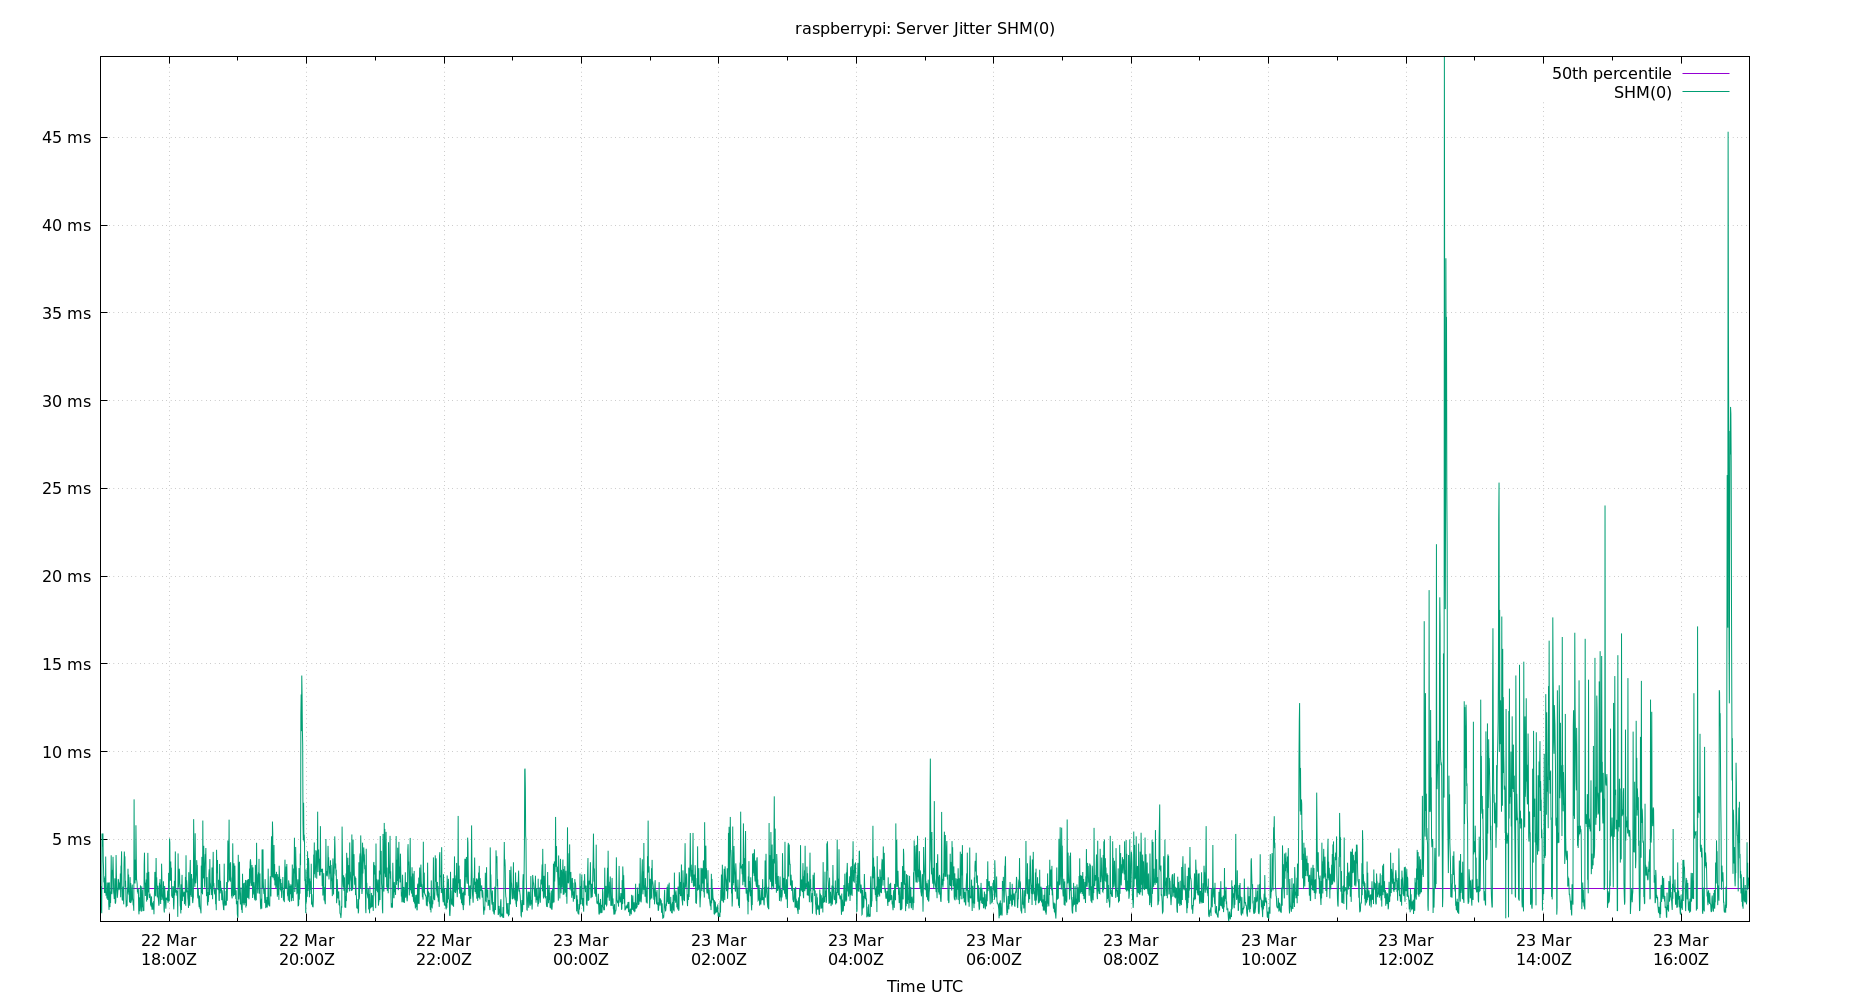 raspberrypi: Server Jitter SHM(0)
50th percentile
SHM(0)
45 ms
40 ms
35 ms
30 ms
25 ms
20 ms
15 ms
10 ms
5 ms
22 Mar 22 Mar 22 Mar 23 Mar 23 Mar 23 Mar 23 Mar 23 Mar 23 Mar 23 Mar 23 Mar 23 Mar
18:00Z 20:00Z 22:00Z 00:00Z 02:00Z 04:00Z 06:00Z 08:00Z 10:00Z 12:00Z 14:00Z 16:00Z
Time UTC